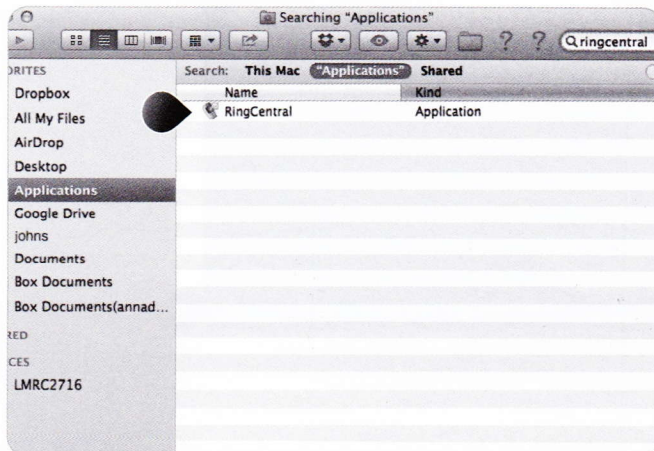 Searching "Applications"
? ? ringcentral
ORITES
Search: This Mac "Applications" Shared
Name Kind
Dropbox
RingCentral Application
All My Files
AirDrop
Desktop
Applications
Google Drive
johns
Documents
Box Documents
Box Documents(annad...
RED
CES
LMRC2716